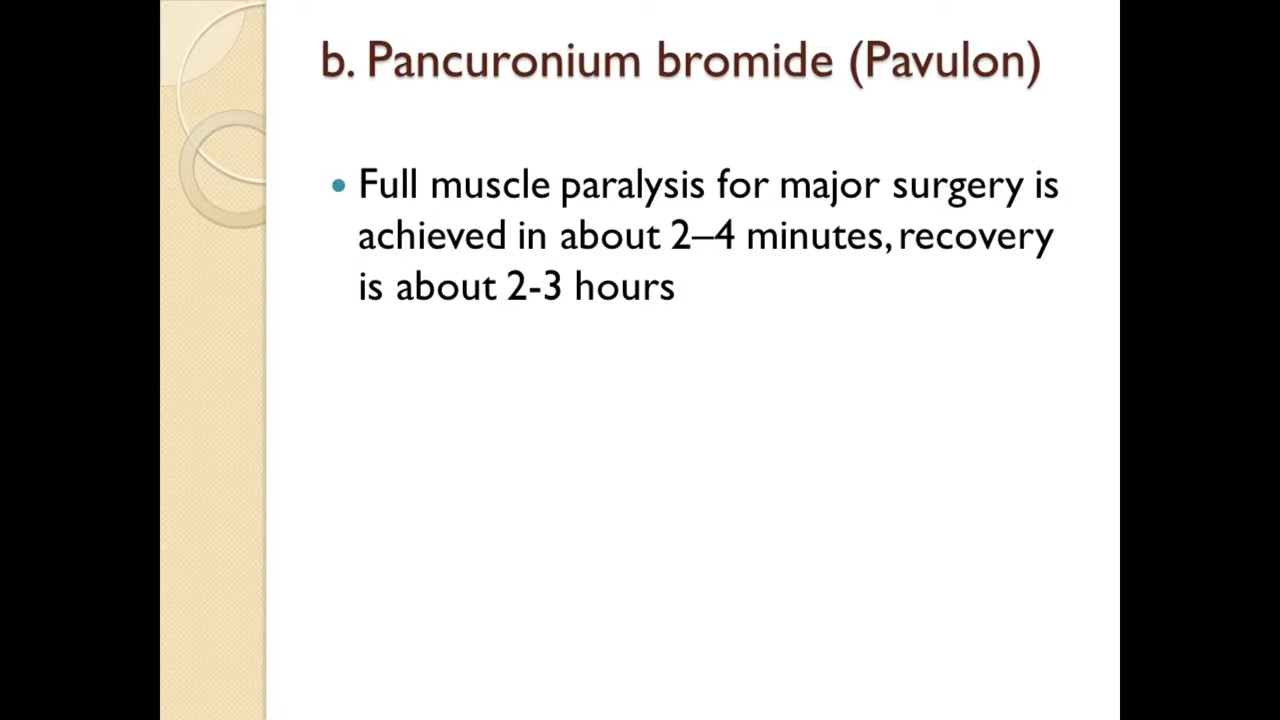 b. Pancuronium bromide (Pavulon)
• Full muscle paralysis for major surgery is
achieved in about 2–4 minutes, recovery
is about 2-3 hours